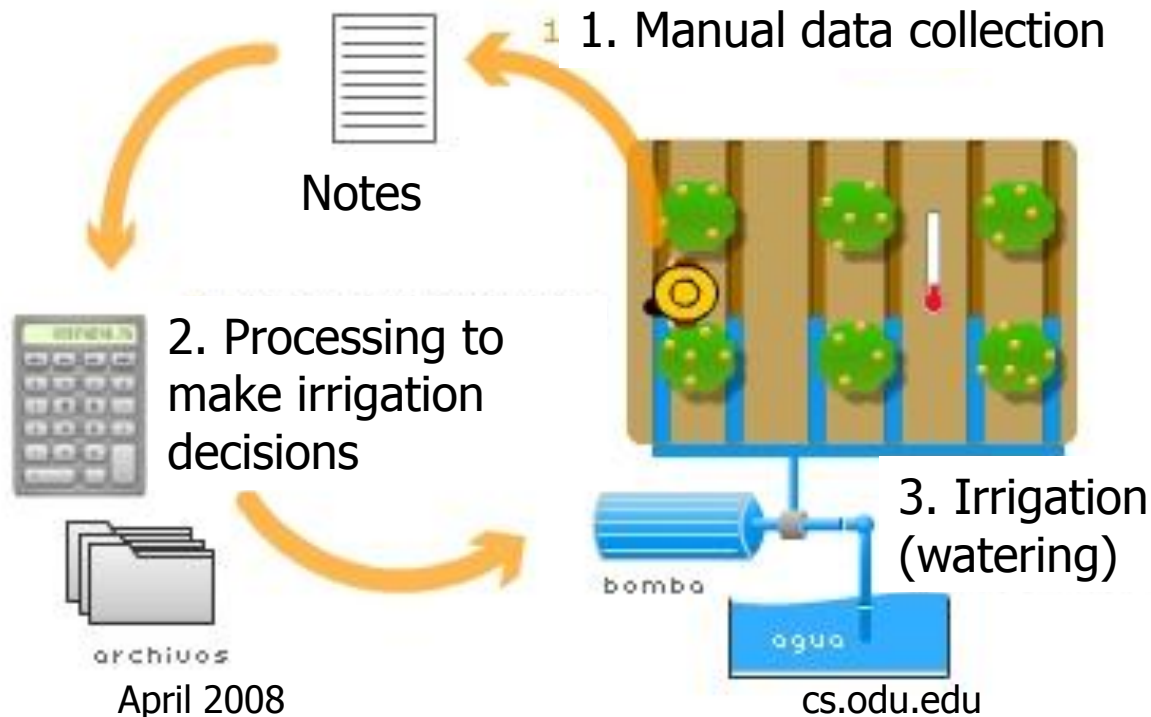 1. Manual data collection
Notes
2. Processing to
make irrigation
decisions
3. Irrigation
(watering)
bomba
agua
archivos
April 2008
cs.odu.edu